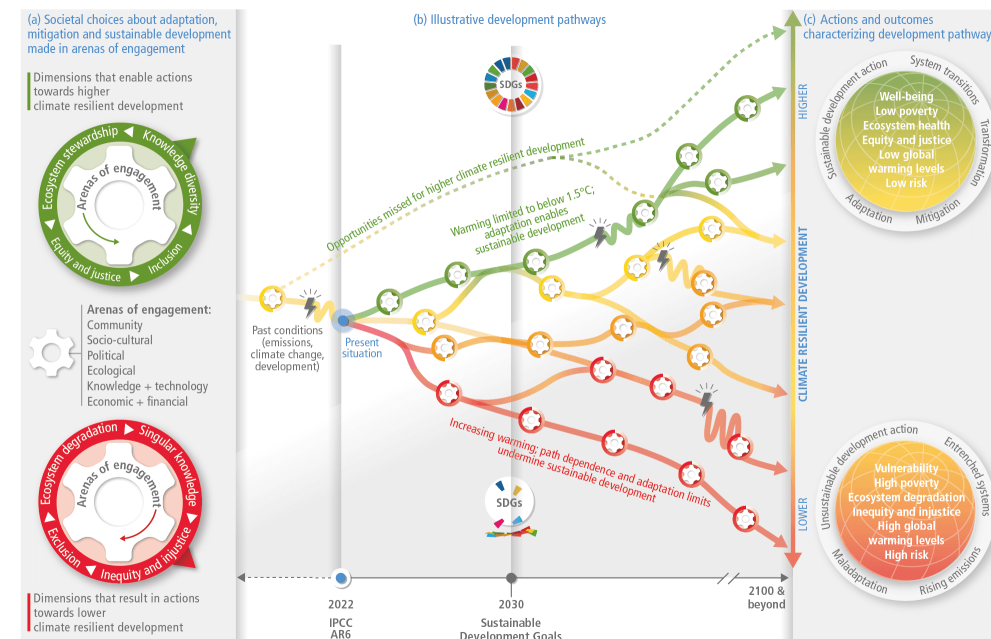 (a) Societal choices about adaptation,
mitigation and sustainable development
made in arenas of engagement
Dimensions that enable actions
towards higher
climate resilient development
Ecosystem stewardship
Knowledge diversity
Equity and justice
Inclusion
Arenas of engagement
Arenas of engagement:
Community
Socio-cultural
Political
Ecological
Knowledge + technology
Economic + financial
Ecosystem degradation
Singular knowledge
Exclusion
Inequity and injustice
Arenas of engagement
Dimensions that result in actions
towards lower
climate resilient development
(b) Illustrative development pathways
SDGs
Opportunities missed for higher climate resilient development
Warming limited to below 1.5°C;
adaptation enables
sustainable development
Past conditions
(emissions,
climate change,
development)
Present
situation
Increasing warming; path dependence and adaptation limits
undermine sustainable development
SDGs
2022
IPCC
AR6
2030
Sustainable
Development Goals
2100 &
beyond
HIGHER
CLIMATE RESILIENT DEVELOPMENT
LOWER
(c) Actions and outcomes
characterizing development pathway
Sustainable development action
System transitions
Transformation
Mitigation
Adaptation
Well-being
Low poverty
Ecosystem health
Equity and justice
Low global
warming levels
Low risk
Unsustainable development action
Entrenched systems
Rising emissions
Maladaptation
Vulnerability
High poverty
Ecosystem degradation
Inequity and injustice
High global
warming levels
High risk